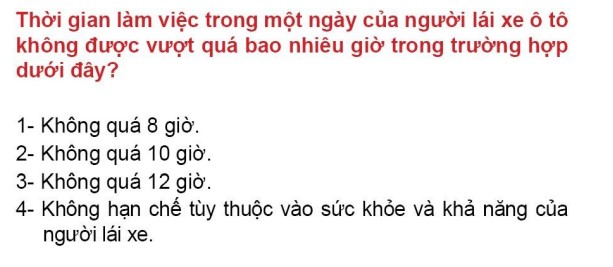 Thời gian làm việc trong một ngày của người lái xe ô tô
không được vượt quá bao nhiêu giờ trong trường hợp
dưới đây?
1- Không quá 8 giờ.
2- Không quá 10 giờ.
3- Không quá 12 giờ.
4- Không hạn chế tùy thuộc vào sức khỏe và khả năng của
người lái xe.